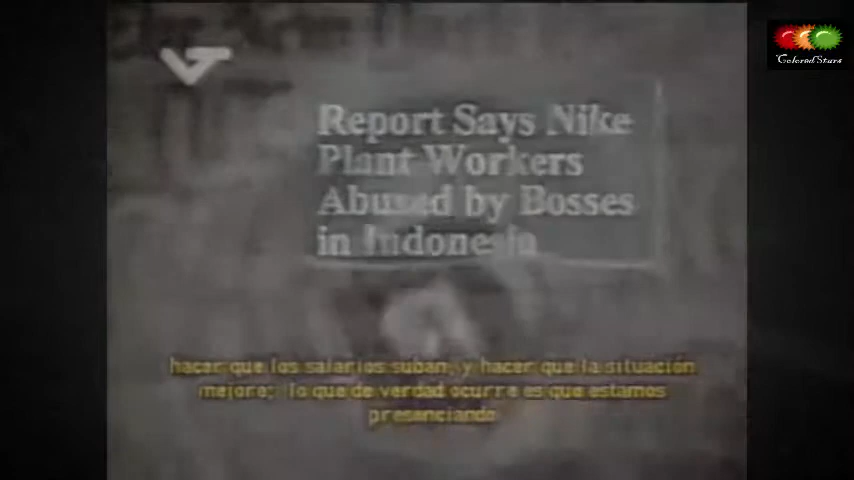 Report Says Nike
Plant Workers
Abused by Bosses
in Indonesia
hacer que los salarios suban, y hacer que la situación
mejore; lo que de verdad ocurre es que estamos
presenciando
ColoredStars